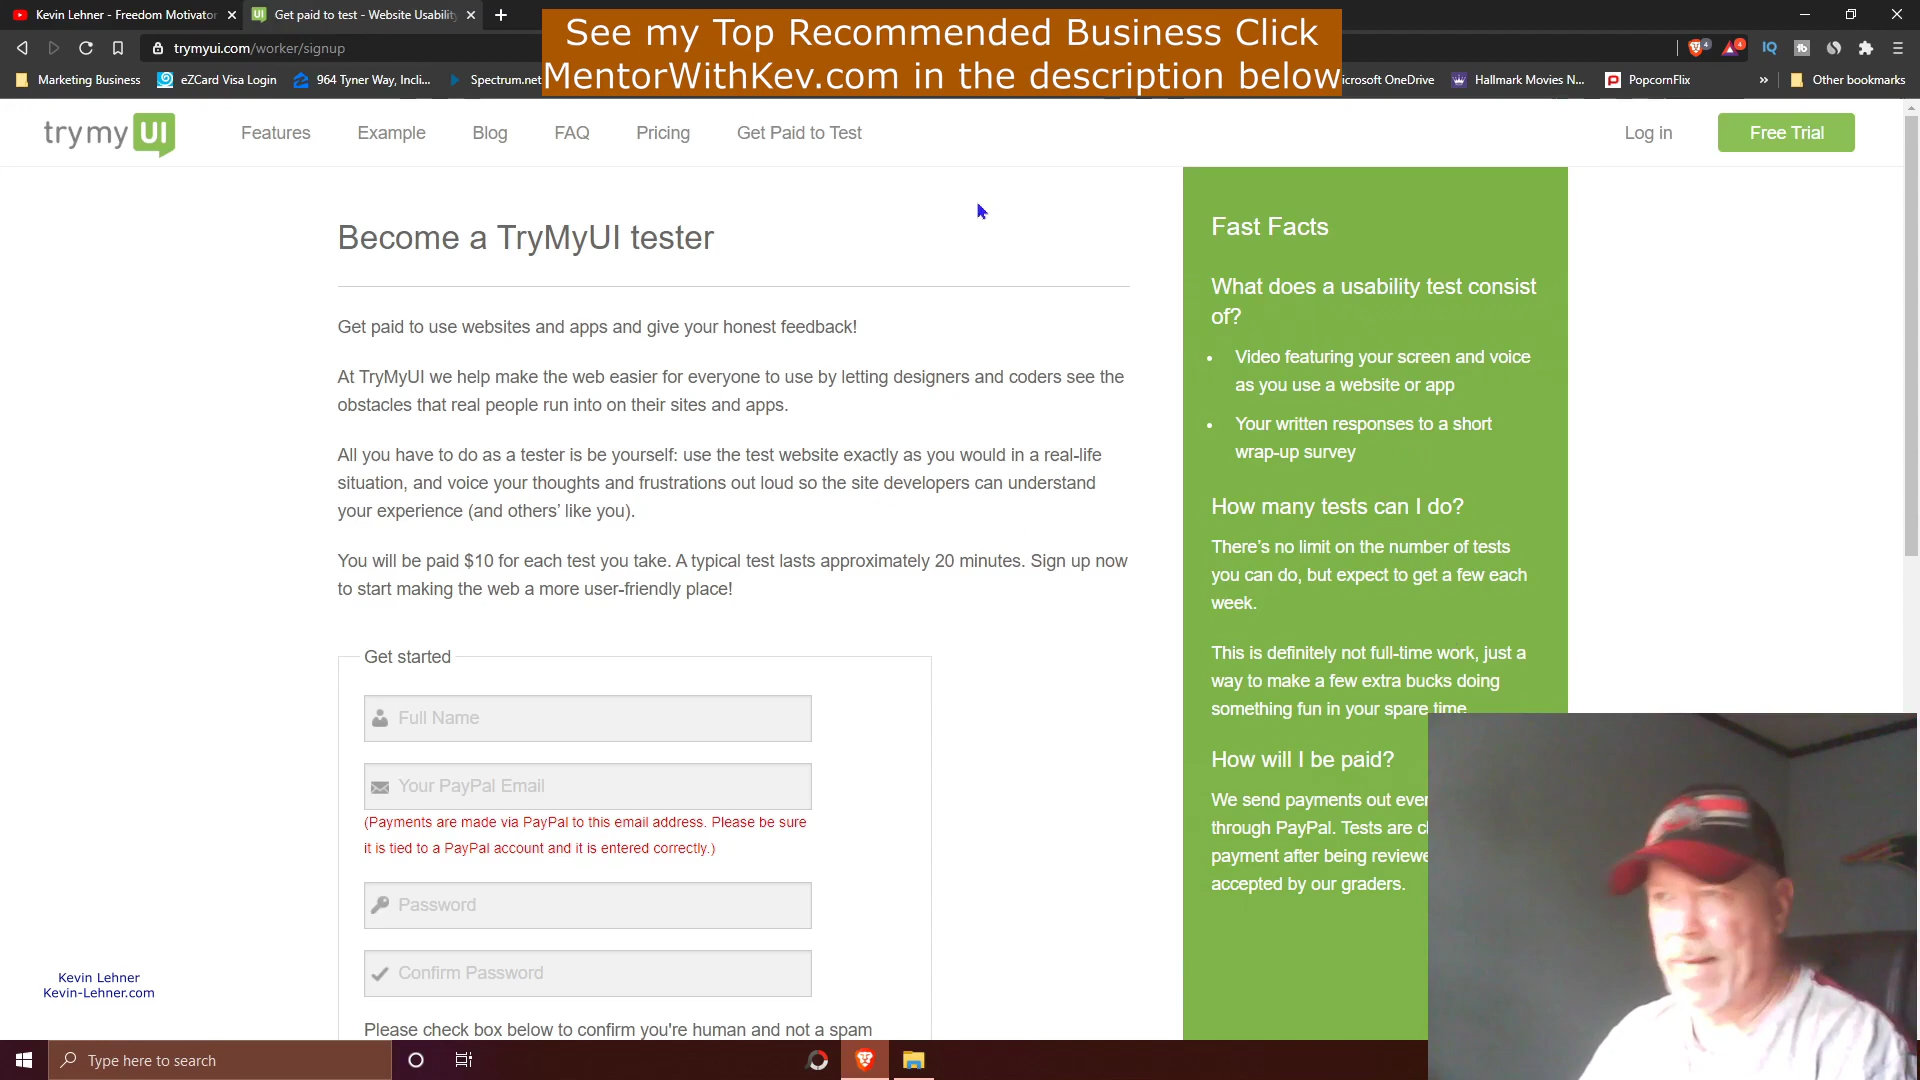 Kevin Lehner - Freedom Motivator
Get paid to test - Website Usability
See my Top Recommended Business Click
MentorWithKev.com in the description below
trymyui.com/worker/signup
4
4
IQ
tb
Marketing Business
eZCard Visa Login
964 Tyner Way, Incli...
Spectrum.net
icrosoft OneDrive
Hallmark Movies N...
PopcornFlix
»
Other bookmarks
trymy UI
Features
Example
Blog
FAQ
Pricing
Get Paid to Test
Log in
Free Trial
Become a TryMyUI tester
Get paid to use websites and apps and give your honest feedback!
At TryMyUI we help make the web easier for everyone to use by letting designers and coders see the
obstacles that real people run into on their sites and apps.
All you have to do as a tester is be yourself: use the test website exactly as you would in a real-life
situation, and voice your thoughts and frustrations out loud so the site developers can understand
your experience (and others’ like you).
You will be paid $10 for each test you take. A typical test lasts approximately 20 minutes. Sign up now
to start making the web a more user-friendly place!
Get started
Full Name
Your PayPal Email
(Payments are made via PayPal to this email address. Please be sure
it is tied to a PayPal account and it is entered correctly.)
Password
Confirm Password
Please check box below to confirm you're human and not a spam
Fast Facts
What does a usability test consist
of?
• Video featuring your screen and voice
as you use a website or app
• Your written responses to a short
wrap-up survey
How many tests can I do?
There’s no limit on the number of tests
you can do, but expect to get a few each
week.
This is definitely not full-time work, just a
way to make a few extra bucks doing
something fun in your spare time
How will I be paid?
We send payments out ever
through PayPal. Tests are
payment after being reviewe
accepted by our graders.
Kevin Lehner
Kevin-Lehner.com
Type here to search